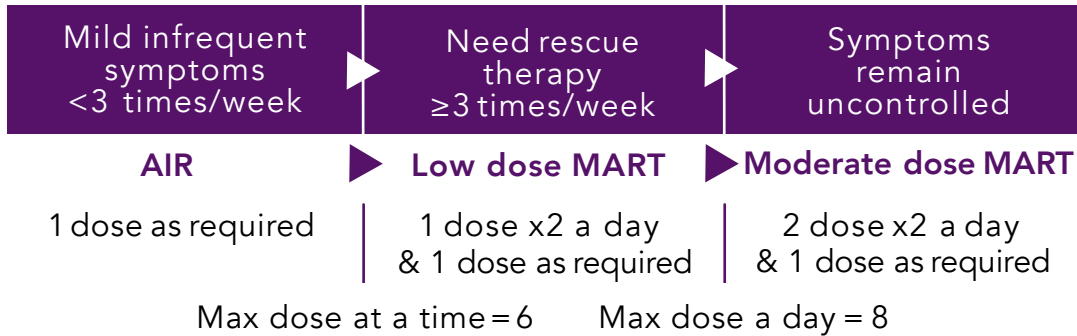 Mild infrequent
symptoms
<3 times/week
Need rescue
therapy
≥3 times/week
Symptoms
remain
uncontrolled
AIR
Low dose MART
Moderate dose MART
1 dose as required
1 dose x2 a day
& 1 dose as required
2 dose x2 a day
& 1 dose as required
Max dose at a time = 6
Max dose a day = 8